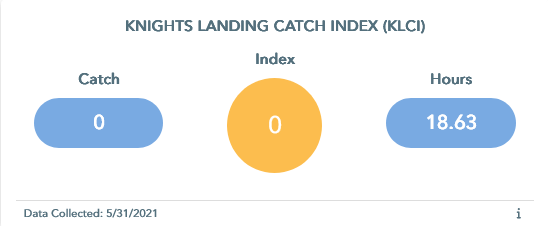 KNIGHTS LANDING CATCH INDEX (KLCI)
Index
Catch
Hours
0
0
18.63
Data Collected: 5/31/2021
i